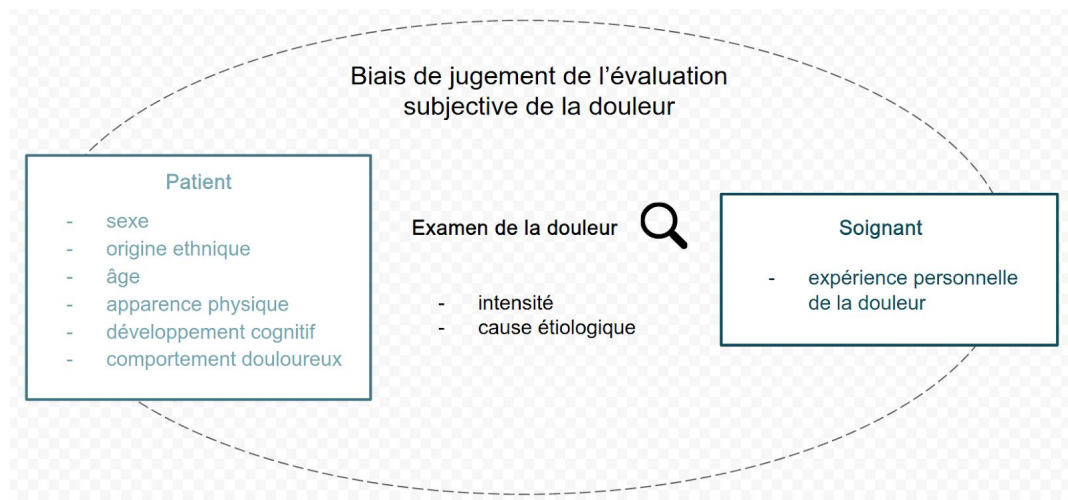 Biais de jugement de l’évaluation
subjective de la douleur
Patient
- sexe
- origine ethnique
- âge
- apparence physique
- développement cognitif
- comportement douloureux
Examen de la douleur
- intensité
- cause étiologique
Soignant
- expérience personnelle
de la douleur